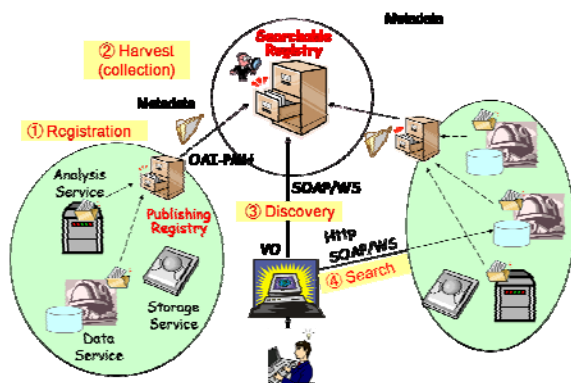 Metadata
② Harvest
(collection)
Searchable
Registry
Metadata
① Registration
OAI-PMH
Analysis
Service
Publishing
Registry
SOAP/WS
③ Discovery
VO
Http
SOAP/WS
④ Search
Storage
Service
Data
Service